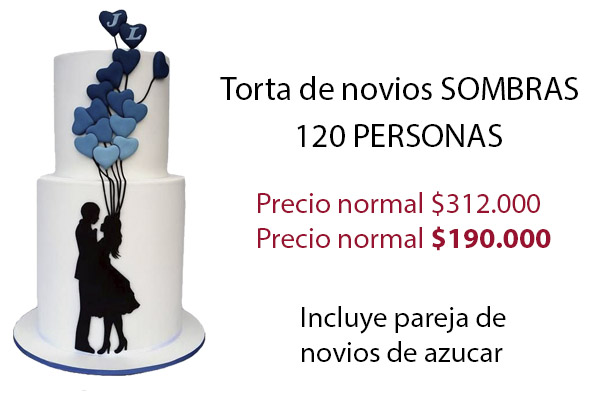 J
L
Torta de novios SOMBRAS
120 PERSONAS
Precio normal $312.000
Precio normal $190.000
Incluye pareja de
novios de azucar